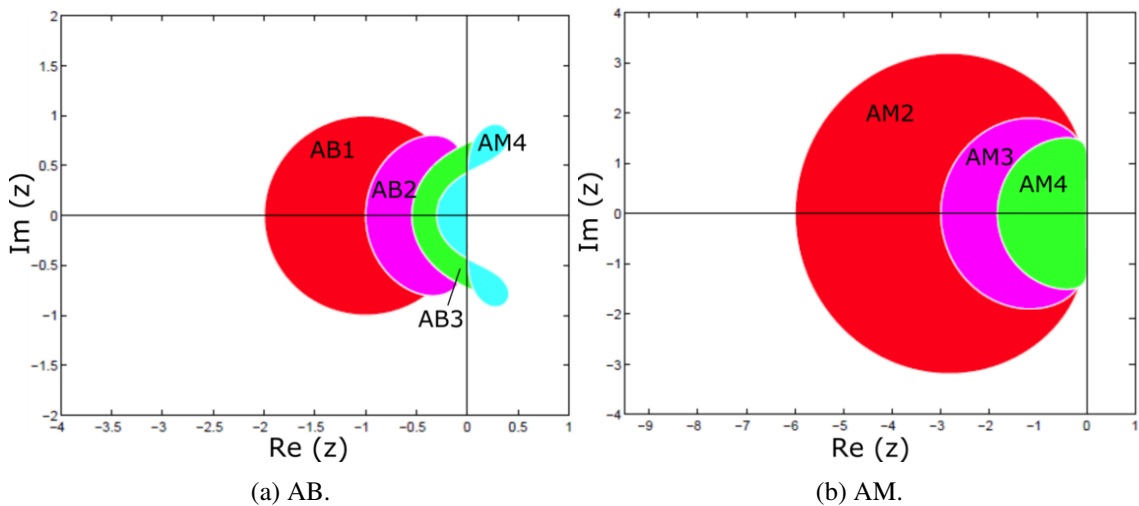 2
1.5
1
0.5
0
−0.5
−1
−1.5
−2
Im (z)
AB1
AB2
AM4
AB3
−4 −3.5 −3 −2.5 −2 −1.5 −1 −0.5 0 0.5 1
Re (z)
(a) AB.
4
3
2
1
0
−1
−2
−3
−4
Im (z)
AM2
AM3
AM4
−9 −8 −7 −6 −5 −4 −3 −2 −1 0 1
Re (z)
(b) AM.